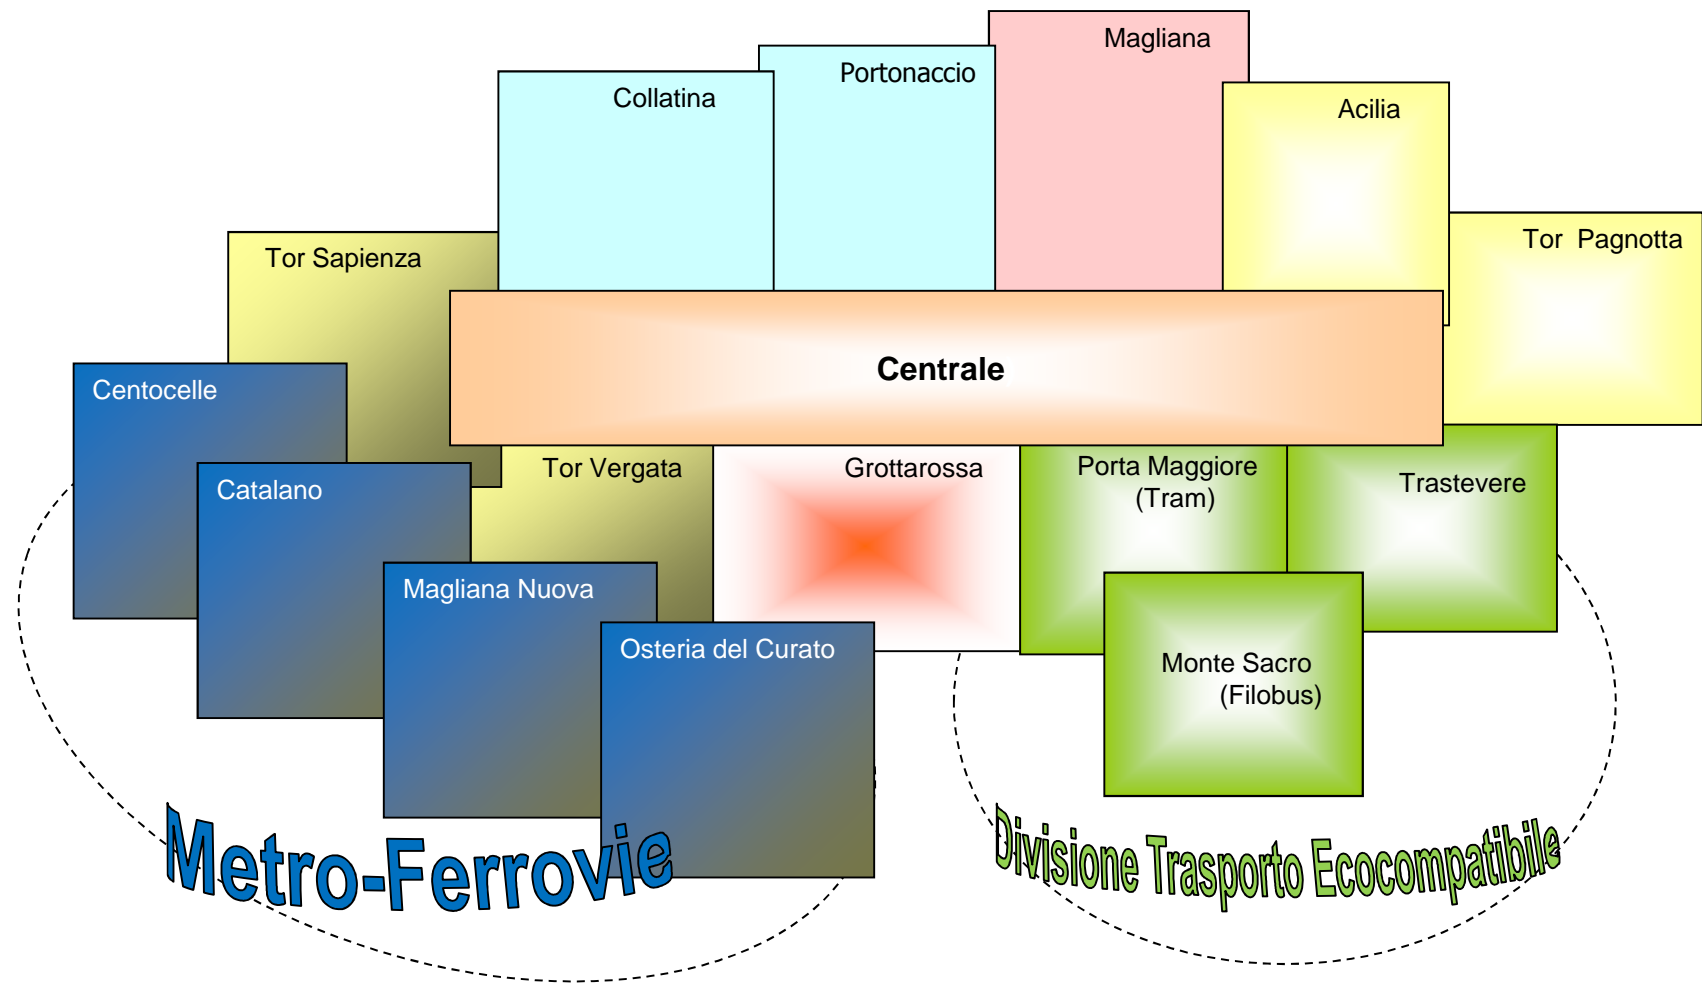 Magliana
Portonaccio
Collatina
Acilia
Tor  Pagnotta
Tor Sapienza
Centrale
Centocelle
Tor Vergata
Grottarossa
Porta Maggiore
(Tram)
Trastevere
Catalano
Magliana Nuova
Osteria del Curato
Monte Sacro
(Filobus)
Metro-Ferrovie
Divisione Trasporto Ecocompatibile